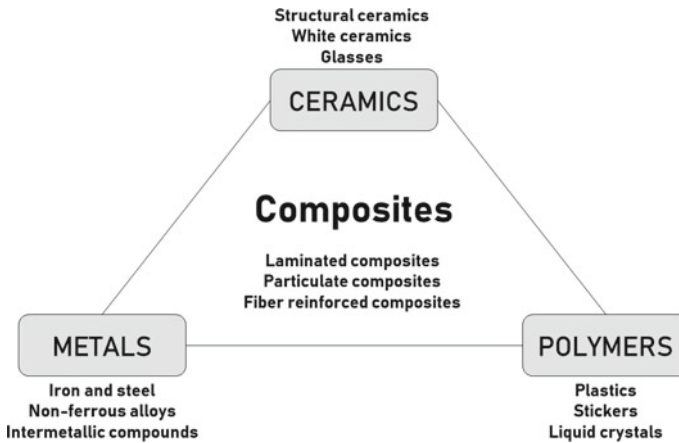 Structural ceramics
White ceramics
Glasses
CERAMICS
Composites
Laminated composites
Particulate composites
Fiber reinforced composites
METALS
Iron and steel
Non-ferrous alloys
Intermetallic compounds
POLYMERS
Plastics
Stickers
Liquid crystals